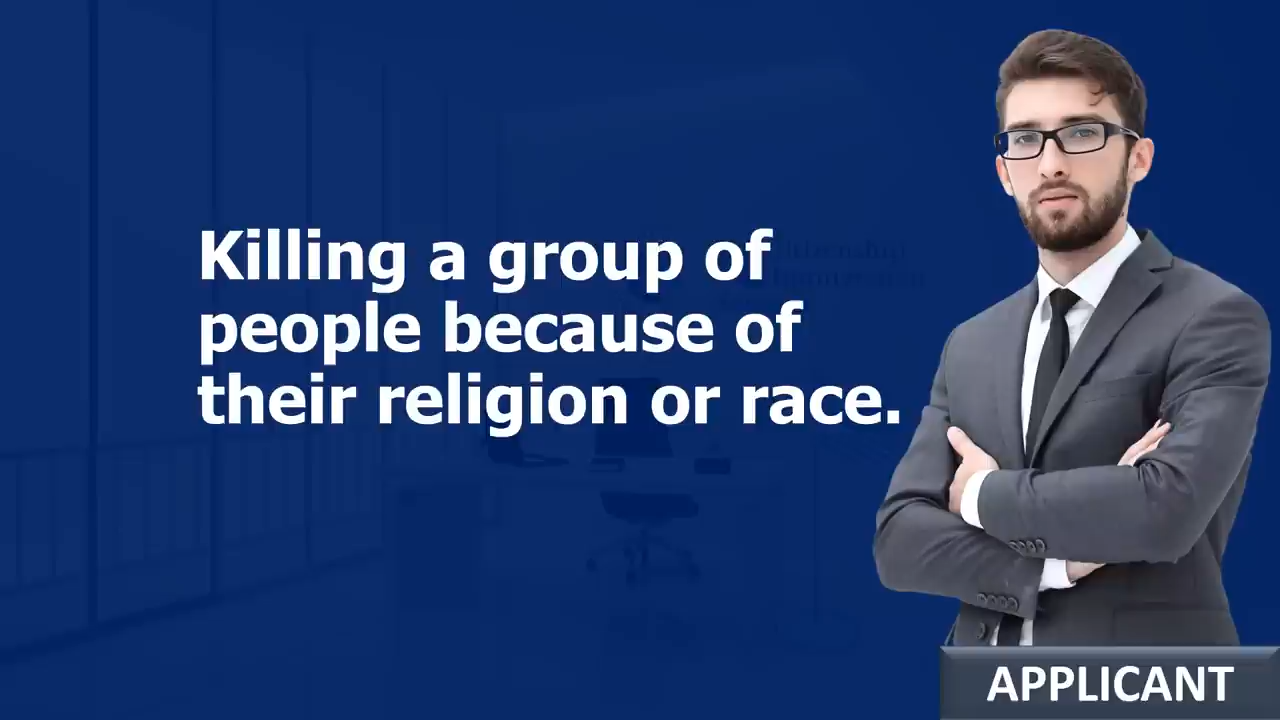 Killing a group of
people because of
their religion or race.
APPLICANT